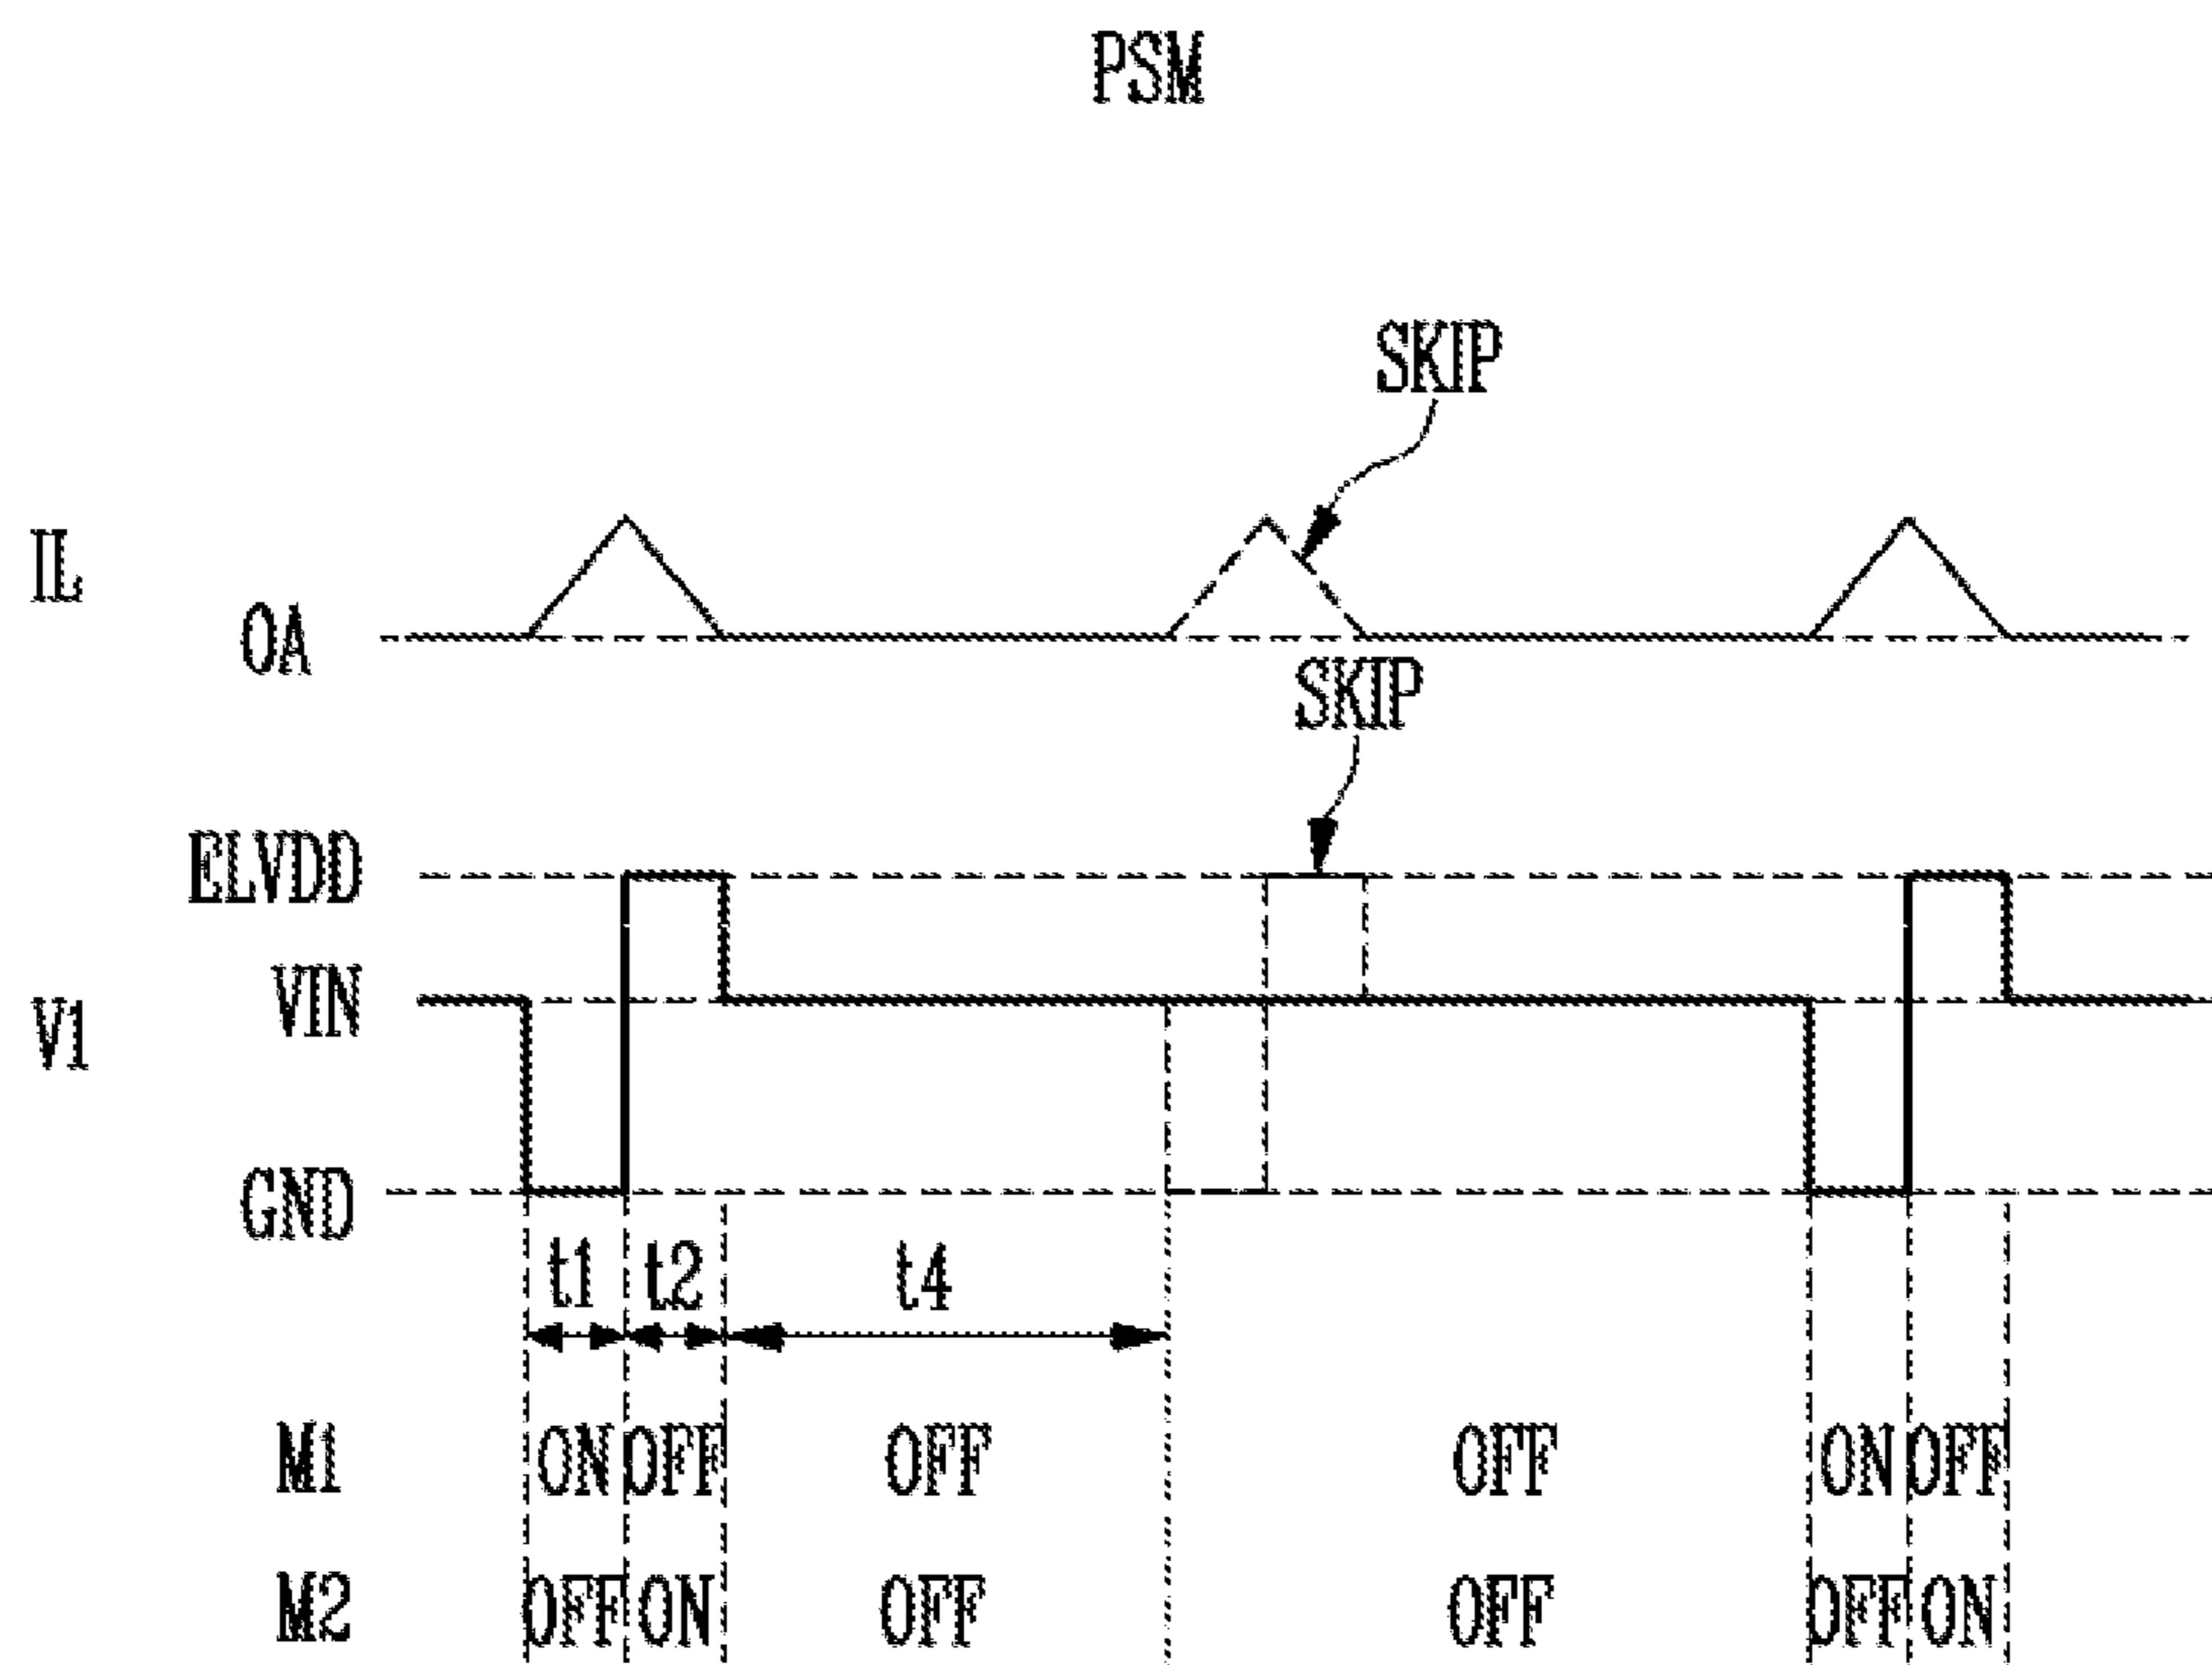 PSM
SKIP
IL
0A
SKIP
ELVDD
VIN
V1
GND
t1 t2 t4
M1 ON OFF OFF OFF ON OFF
M2 OFF ON OFF OFF OFF ON